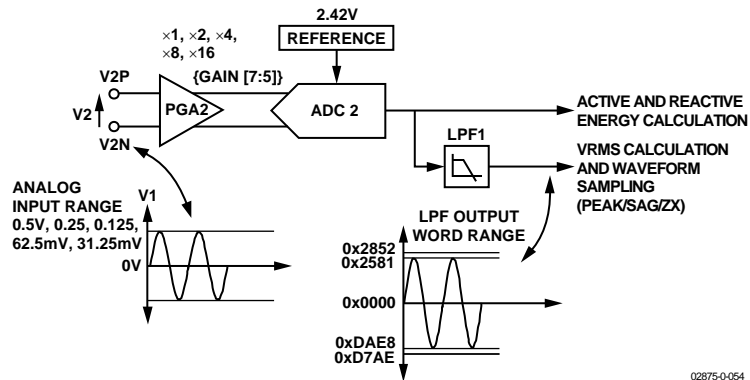 2.42V
REFERENCE
×1, ×2, ×4,
×8, ×16
{GAIN [7:5]}
V2P
V2
V2N
PGA2
ADC 2
ACTIVE AND REACTIVE
ENERGY CALCULATION
LPF1
VRMS CALCULATION
AND WAVEFORM
SAMPLING
(PEAK/SAG/ZX)
ANALOG
INPUT RANGE
0.5V, 0.25, 0.125,
62.5mV, 31.25mV
V1
0V
LPF OUTPUT
WORD RANGE
0x2852
0x2581
0x0000
0xDAE8
0xD7AE
02875-0-054